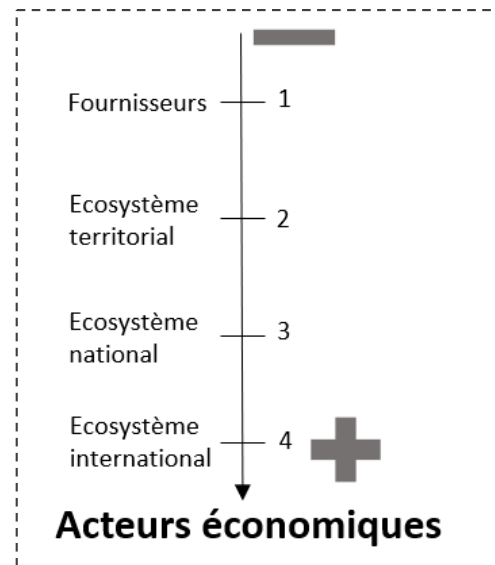 Fournisseurs 1
Ecosystème
territorial 2
Ecosystème
national 3
Ecosystème
international 4
Acteurs économiques